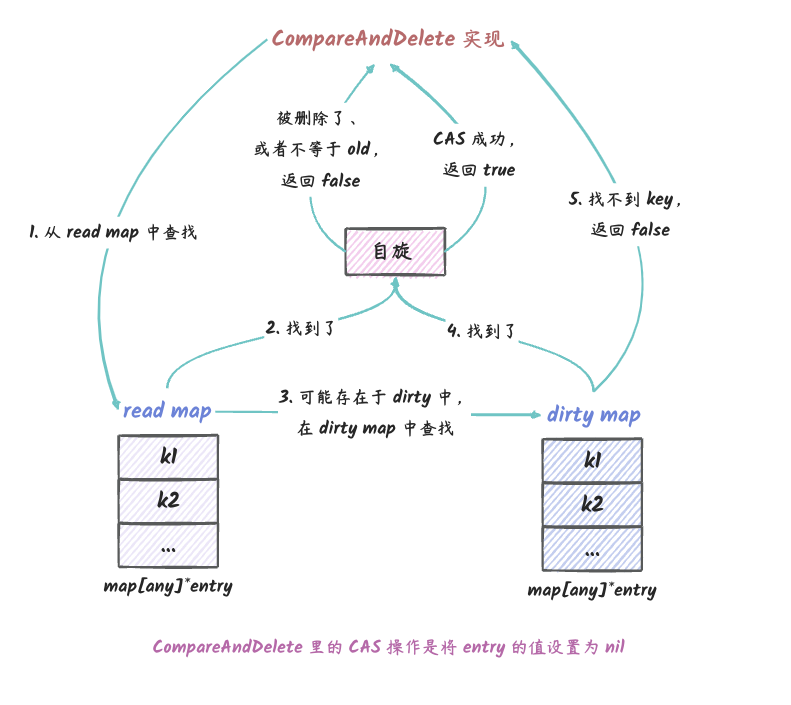 CompareAndDelete 实现
被删除了、
或者不等于 old，
返回 false
CAS 成功，
返回 true
5. 找不到 key，
返回 false
1. 从 read map 中查找
自旋
2. 找到了
4. 找到了
3. 可能存在于 dirty 中，
在 dirty map 中查找
read map
dirty map
k1
k2
...
map[any]*entry
k1
k2
...
map[any]*entry
CompareAndDelete 里的 CAS 操作是将 entry 的值设置为 nil